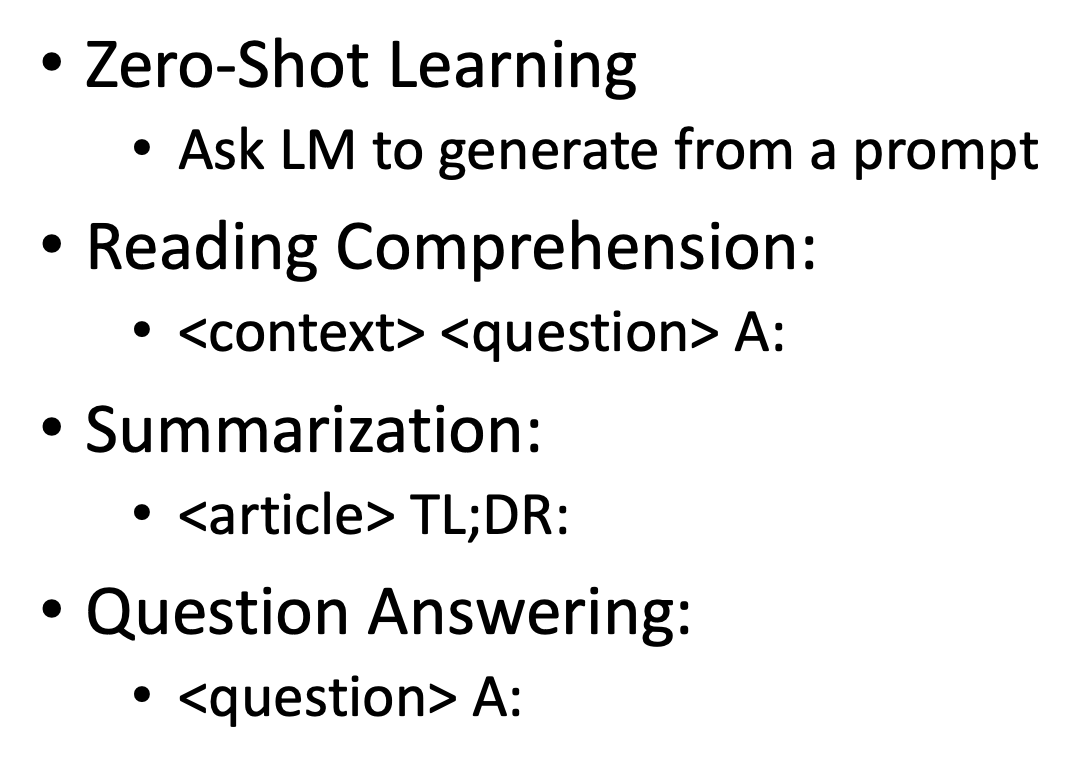 • Zero-Shot Learning
• Ask LM to generate from a prompt
• Reading Comprehension:
• <context> <question> A:
• Summarization:
• <article> TL;DR:
• Question Answering:
• <question> A: